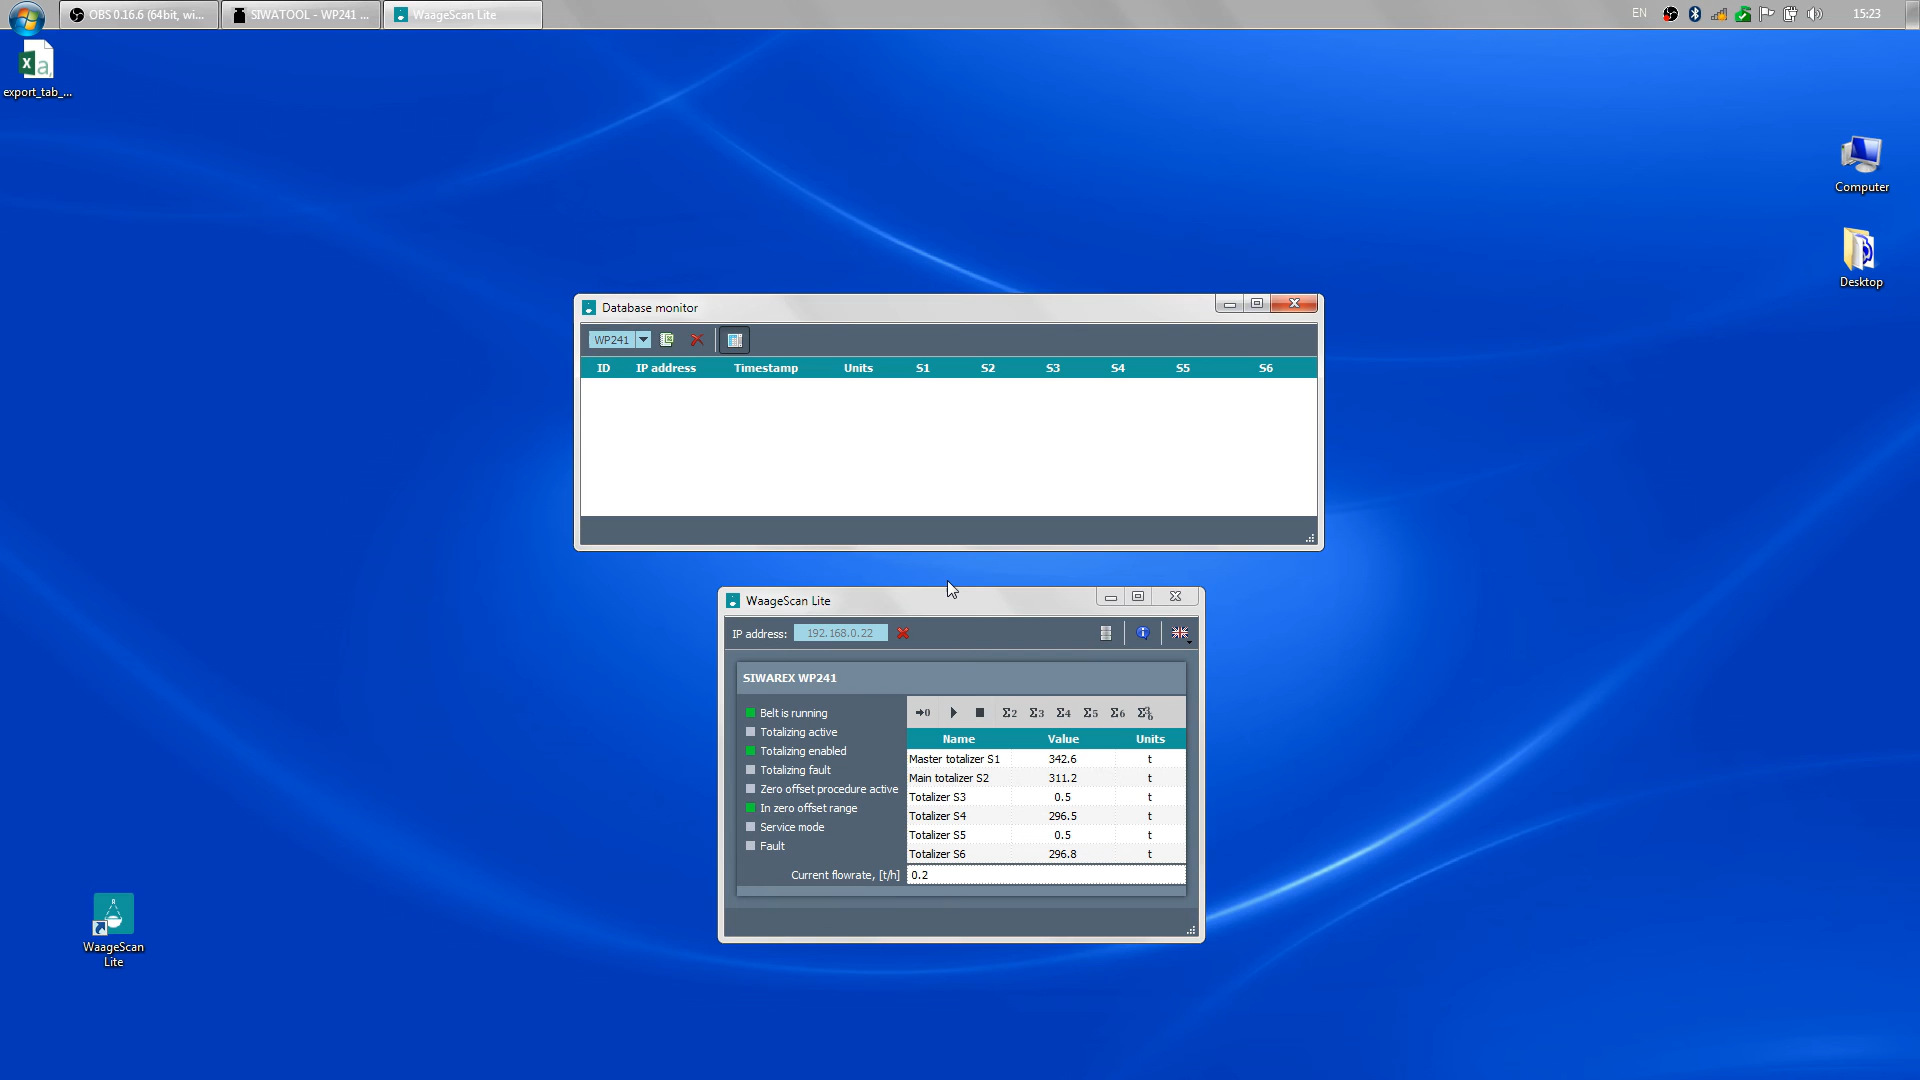 OBS 0.16.6 (64bit, wi...
SIWATOOL - WP241 ...
WaageScan Lite
EN
15:23
export_tab_...
Computer
Desktop
Database monitor
WP241
ID IP address Timestamp Units S1 S2 S3 S4 S5 S6
WaageScan Lite
IP address: 192.168.0.22
SIWAREX WP241
Belt is running
Totalizing active
Totalizing enabled
Totalizing fault
Zero offset procedure active
In zero offset range
Service mode
Fault
→0 Σ2 Σ3 Σ4 Σ5 Σ6
Name Value Units
Master totalizer S1 342.6 t
Main totalizer S2 311.2 t
Totalizer S3 0.5 t
Totalizer S4 296.5 t
Totalizer S5 0.5 t
Totalizer S6 296.8 t
Current flowrate, [t/h] 0.2
WaageScan
Lite